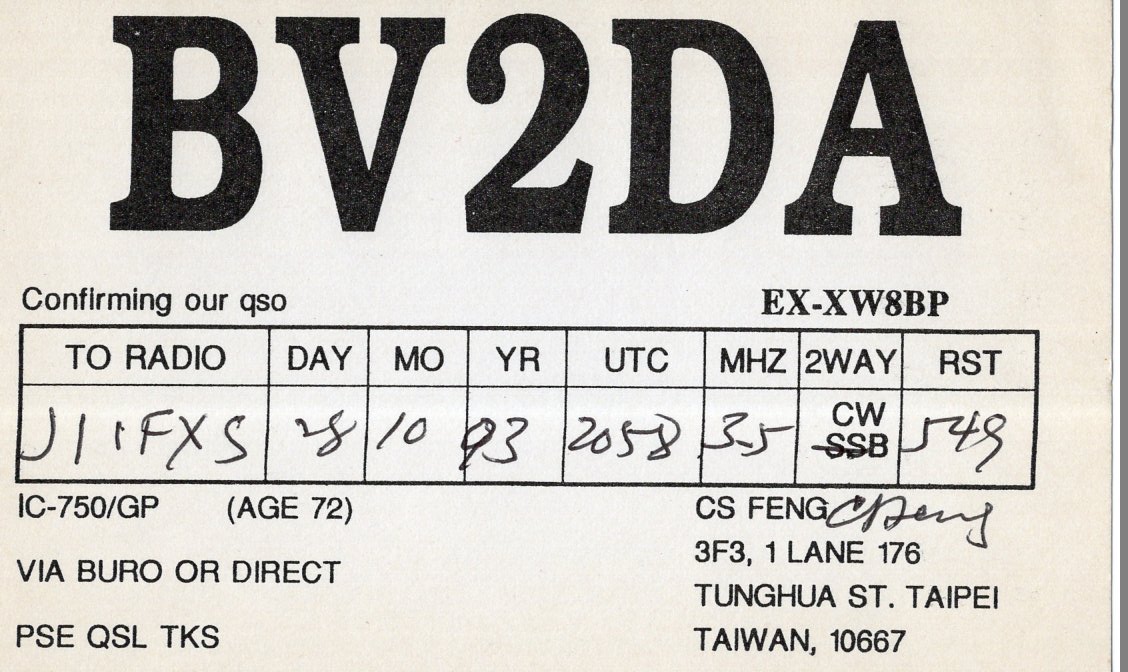 BV2DA
Confirming our qso EX-XW8BP
TO RADIO DAY MO YR UTC MHZ 2WAY RST
JI1FXS 28 10 93 2058 3.5 CW SSB 549
IC-750/GP (AGE 72) CS FENG CSFeng
3F3, 1 LANE 176
VIA BURO OR DIRECT
TUNGHUA ST. TAIPEI
PSE QSL TKS TAIWAN, 10667